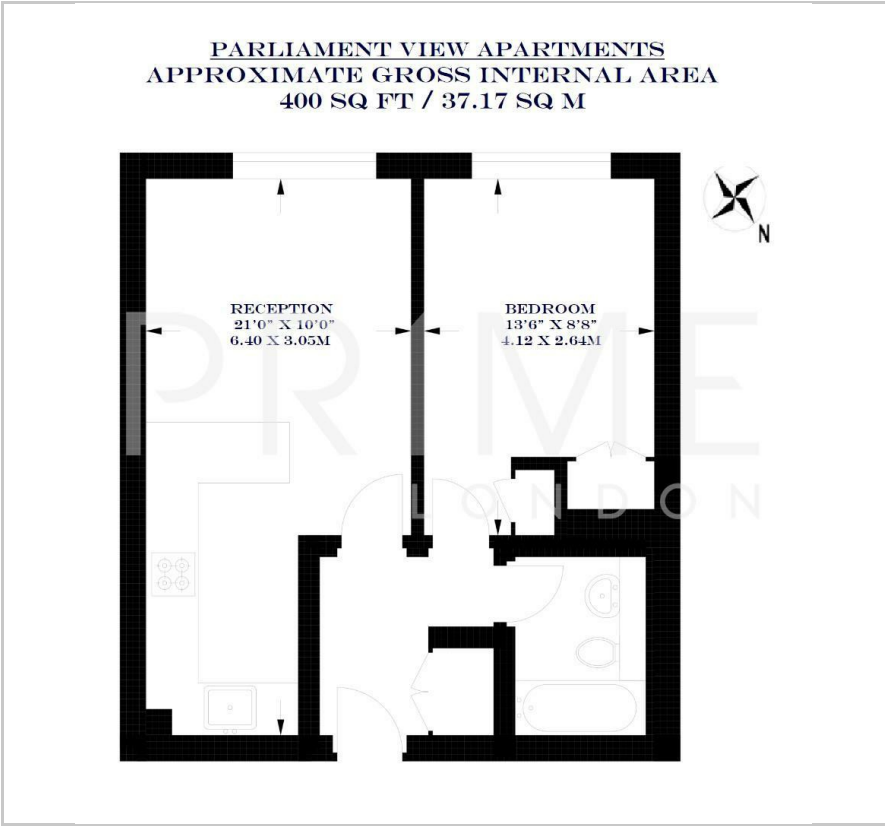 PARLIAMENT VIEW APARTMENTS
APPROXIMATE GROSS INTERNAL AREA
400 SQ FT / 37.17 SQ M
N
RECEPTION
21'0" X 10'0"
6.40 X 3.05M
BEDROOM
13'6" X 8'8"
4.12 X 2.64M
PRIME
LONDON